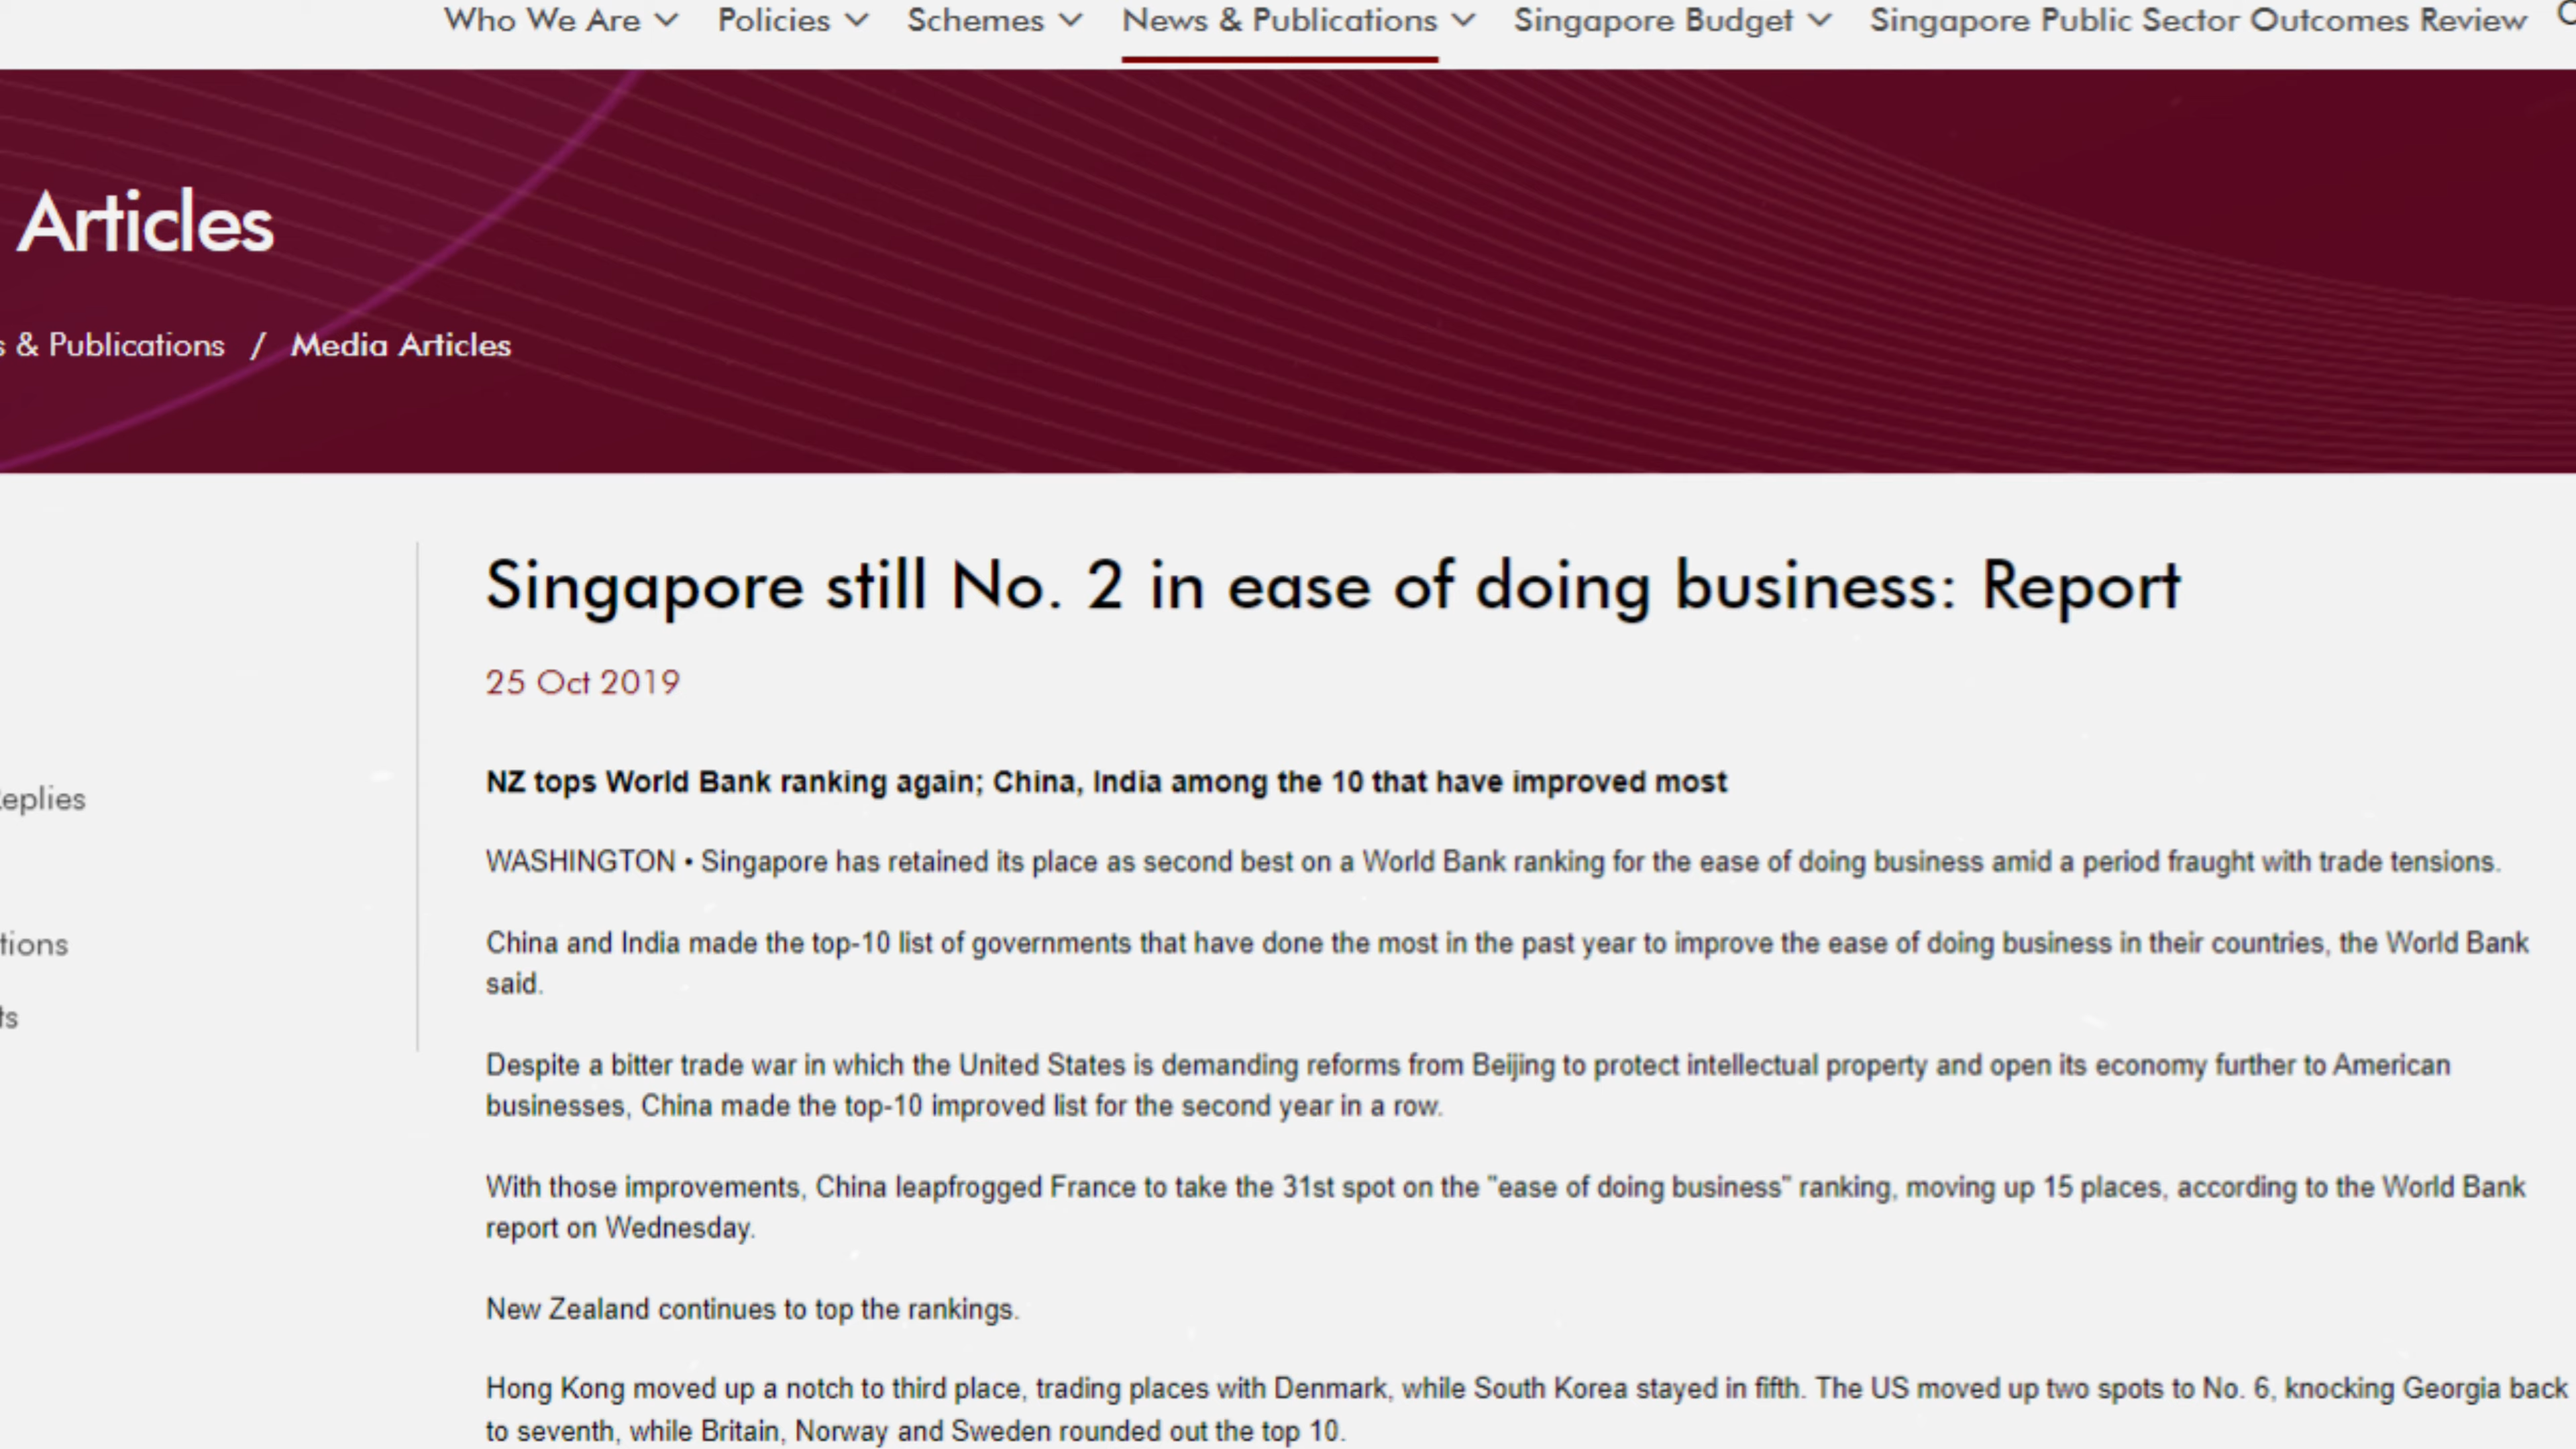 Who We Are Policies Schemes News & Publications Singapore Budget Singapore Public Sector Outcomes Review
Articles
& Publications / Media Articles
Singapore still No. 2 in ease of doing business: Report
25 Oct 2019
NZ tops World Bank ranking again; China, India among the 10 that have improved most
eplies
WASHINGTON • Singapore has retained its place as second best on a World Bank ranking for the ease of doing business amid a period fraught with trade tensions.
China and India made the top-10 list of governments that have done the most in the past year to improve the ease of doing business in their countries, the World Bank
tions
said.
ts
Despite a bitter trade war in which the United States is demanding reforms from Beijing to protect intellectual property and open its economy further to American
businesses, China made the top-10 improved list for the second year in a row.
With those improvements, China leapfrogged France to take the 31st spot on the "ease of doing business" ranking, moving up 15 places, according to the World Bank
report on Wednesday.
New Zealand continues to top the rankings.
Hong Kong moved up a notch to third place, trading places with Denmark, while South Korea stayed in fifth. The US moved up two spots to No. 6, knocking Georgia back
to seventh, while Britain, Norway and Sweden rounded out the top 10.